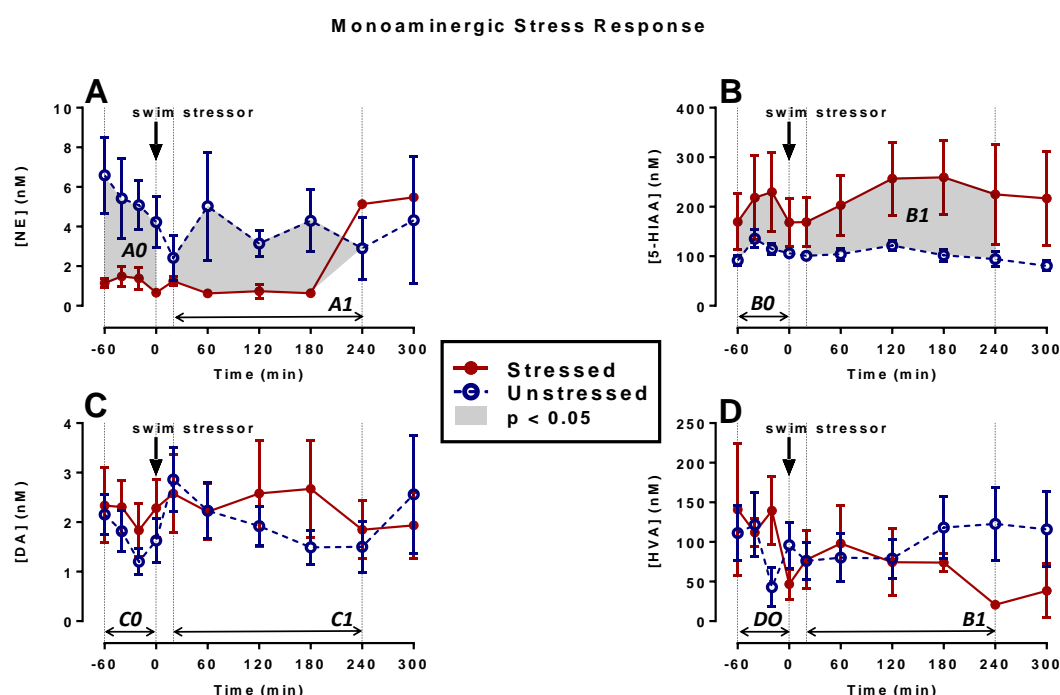 Monoaminergic Stress Response
A
swim stressor
[NE] (nM)
10
8
6
4
2
0
A0
A1
-60 0 60 120 180 240 300
Time (min)
B
swim stressor
[5-HIAA] (nM)
400
300
200
100
0
B1
B0
-60 0 60 120 180 240 300
Time (min)
Stressed
Unstressed
p < 0.05
C
swim stressor
[DA] (nM)
4
3
2
1
0
C0
C1
-60 0 60 120 180 240 300
Time (min)
D
swim stressor
[HVA] (nM)
250
200
150
100
50
0
DO
B1
-60 0 60 120 180 240 300
Time (min)